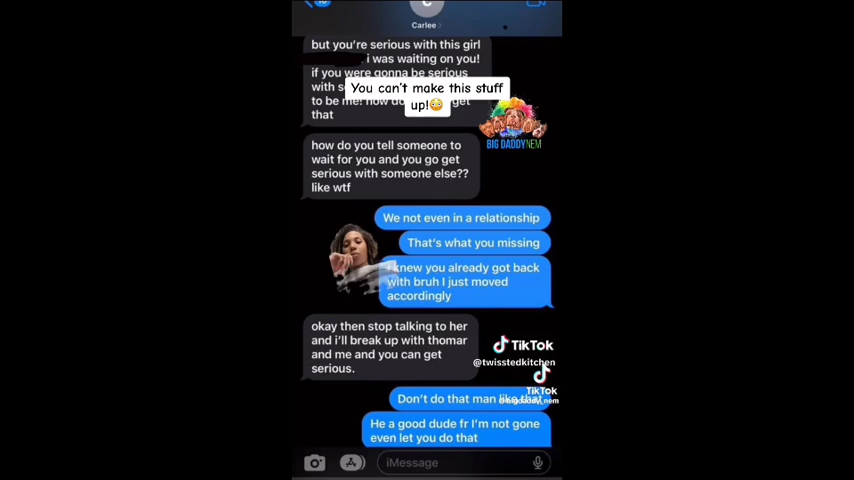 Carlee
but you're serious with this girl
i was waiting on you!
if you were gonna be serious
with
You can't make this stuff
up!😳
to be me! how
get
that
BIG DADDYNEM
how do you tell someone to
wait for you and you go get
serious with someone else??
like wtf
We not even in a relationship
That's what you missing
knew you already got back
with bruh I just moved
accordingly
okay then stop talking to her
and i'll break up with thomar
and me and you can get
serious.
TikTok
@twisstedkitchen
TikTok
Don't do that man like that
He a good dude fr I'm not gone
even let you do that
iMessage